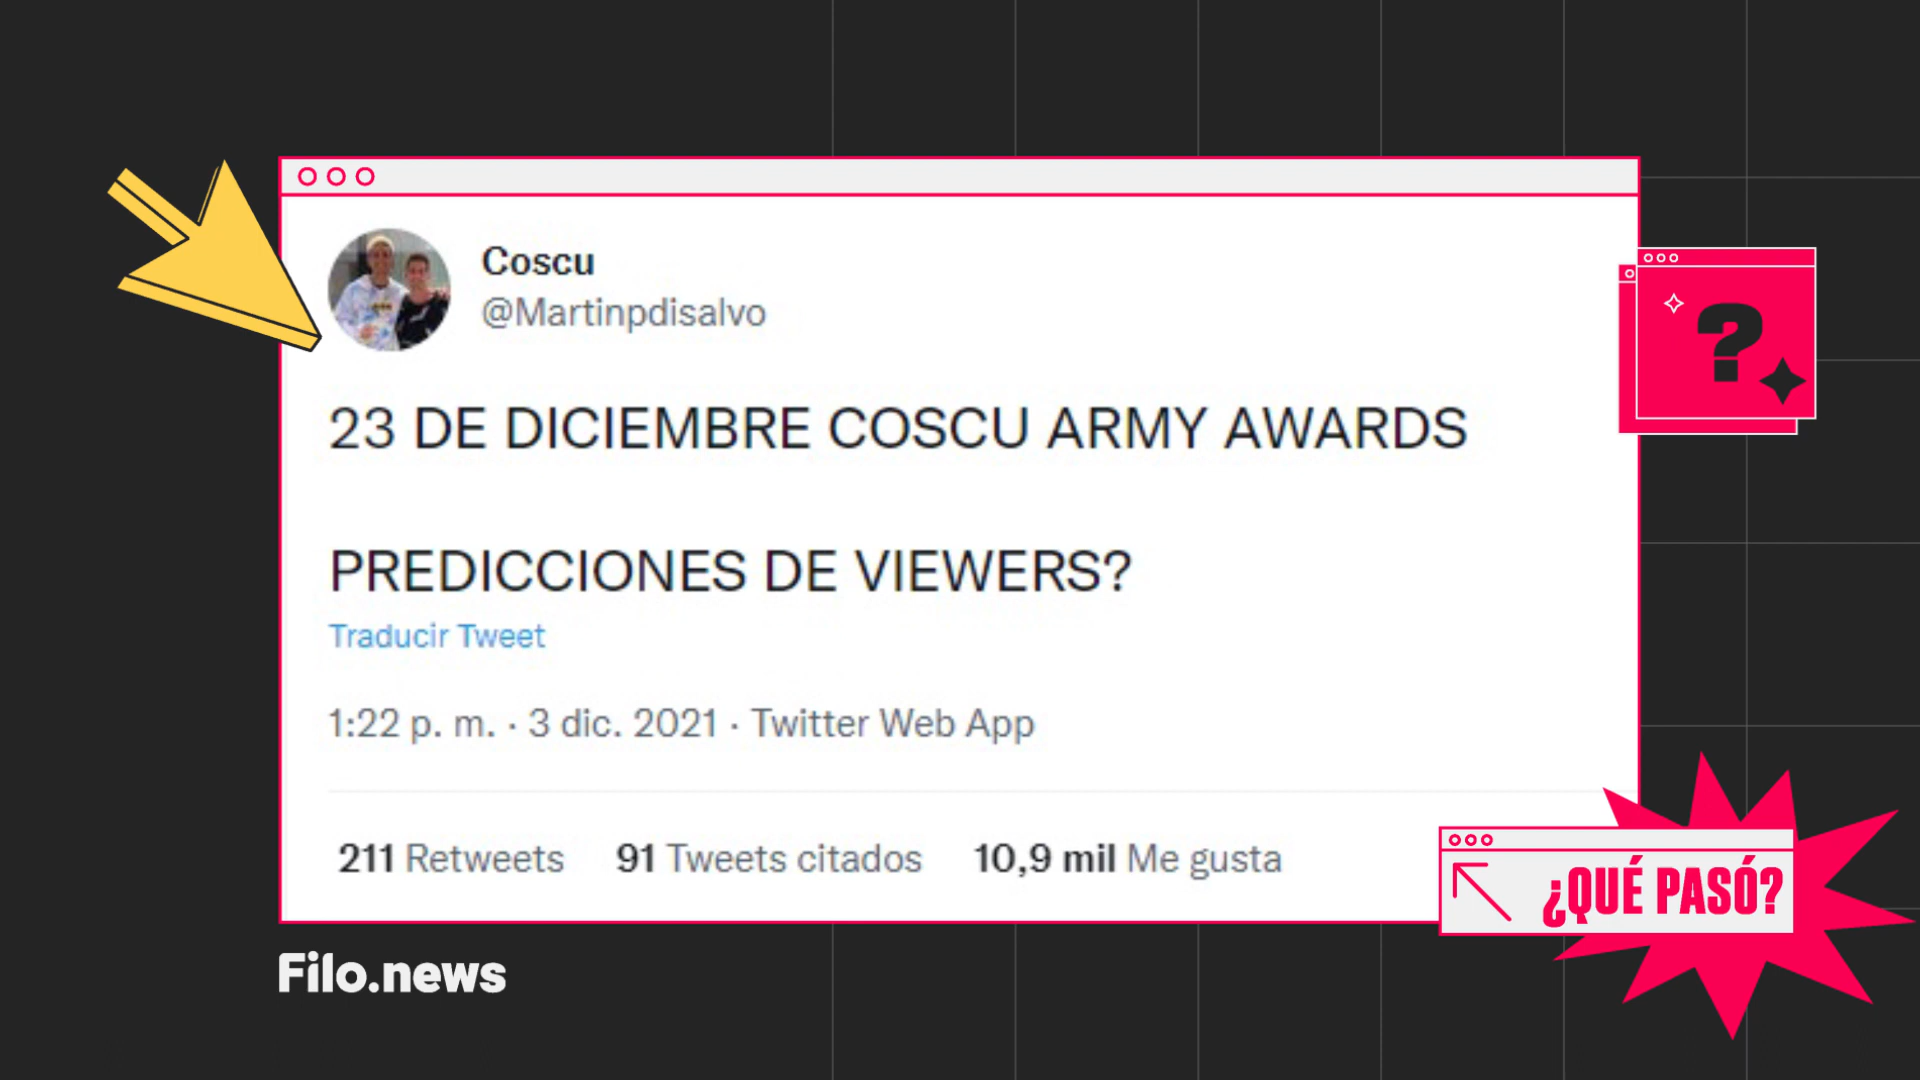 Coscu
@Martinpdisalvo
23 DE DICIEMBRE COSCU ARMY AWARDS
PREDICCIONES DE VIEWERS?
Traducir Tweet
1:22 p. m. · 3 dic. 2021 · Twitter Web App
211 Retweets 91 Tweets citados 10,9 mil Me gusta
?
¿QUÉ PASÓ?
Filo.news